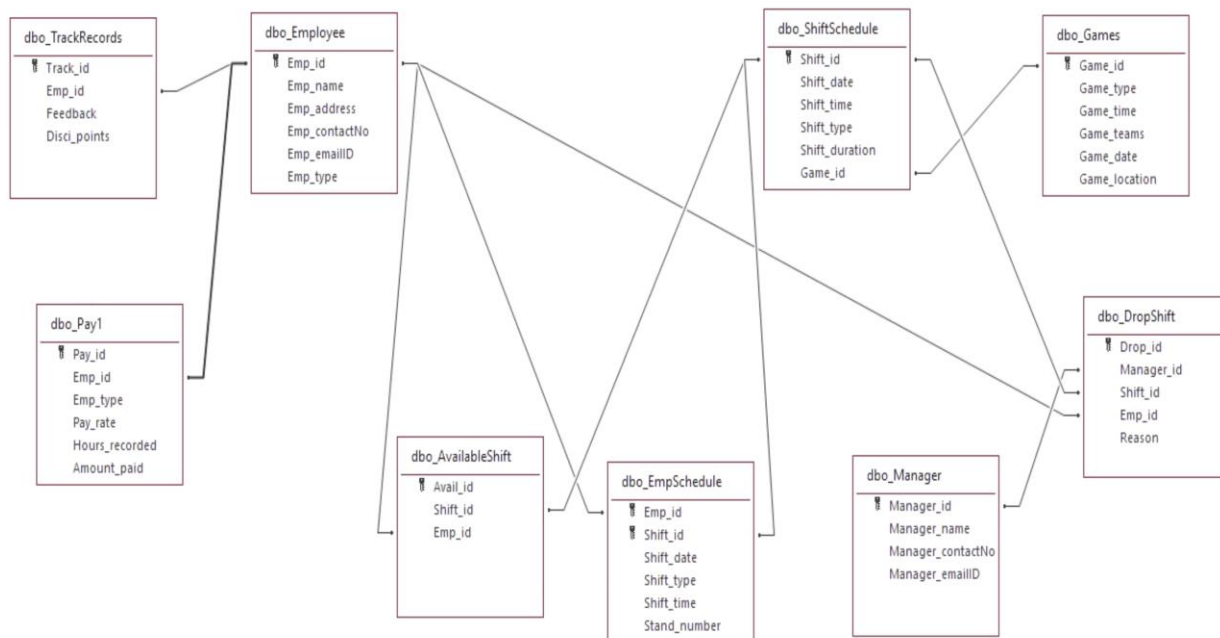 dbo_TrackRecords
Track_id
Emp_id
Feedback
Disci_points
dbo_Employee
Emp_id
Emp_name
Emp_address
Emp_contactNo
Emp_emailID
Emp_type
dbo_ShiftSchedule
Shift_id
Shift_date
Shift_time
Shift_type
Shift_duration
Game_id
dbo_Games
Game_id
Game_type
Game_time
Game_teams
Game_date
Game_location
dbo_Pay1
Pay_id
Emp_id
Emp_type
Pay_rate
Hours_recorded
Amount_paid
dbo_AvailableShift
Avail_id
Shift_id
Emp_id
dbo_EmpSchedule
Emp_id
Shift_id
Shift_date
Shift_type
Shift_time
Stand_number
dbo_Manager
Manager_id
Manager_name
Manager_contactNo
Manager_emailID
dbo_DropShift
Drop_id
Manager_id
Shift_id
Emp_id
Reason